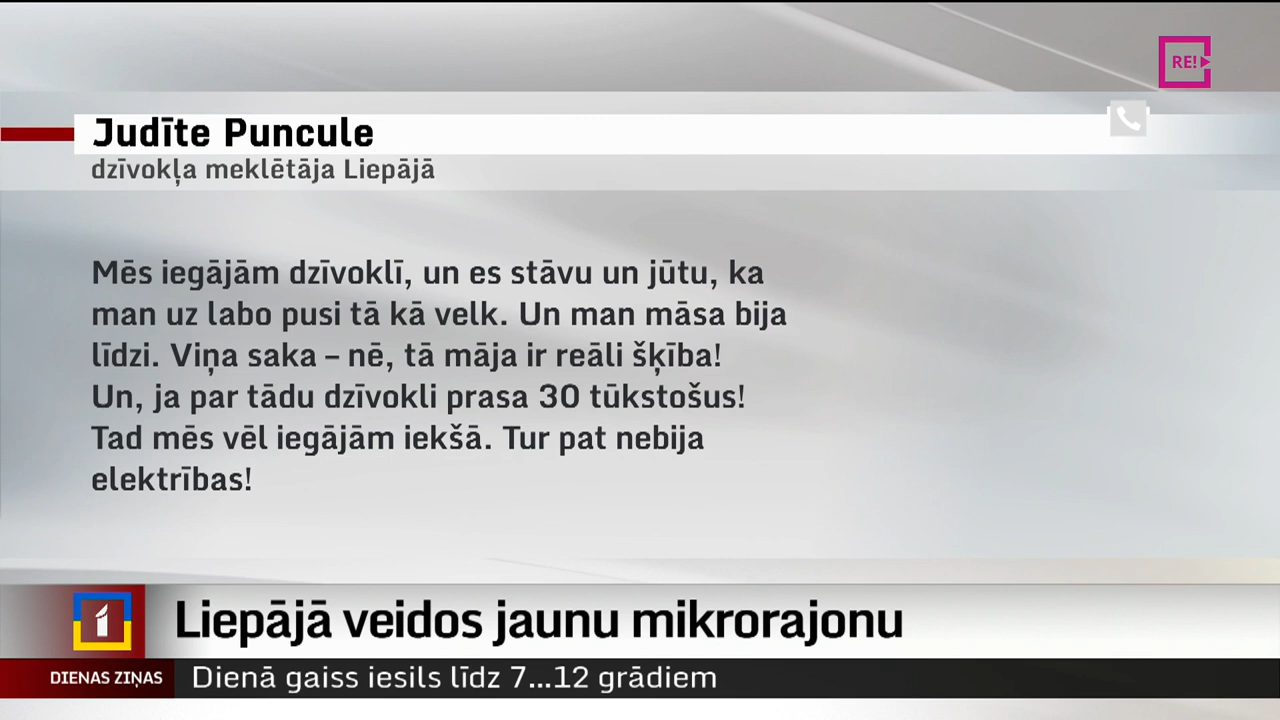 RE!
Judīte Puncule
dzīvokļa meklētāja Liepājā
Mēs iegājām dzīvoklī, un es stāvu un jūtu, ka
man uz labo pusi tā kā velk. Un man māsa bija
līdzi. Viņa saka – nē, tā māja ir reāli šķība!
Un, ja par tādu dzīvokli prasa 30 tūkstošus!
Tad mēs vēl iegājām iekšā. Tur pat nebija
elektrības!
1
Liepājā veidos jaunu mikrorajonu
DIENAS ZIŅAS
Dienā gaiss iesils līdz 7...12 grādiem